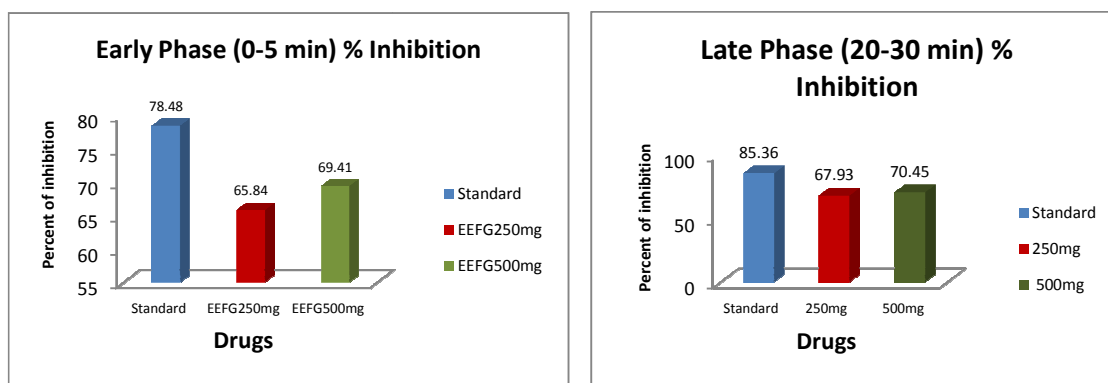 Early Phase (0-5 min) % Inhibition
78.48
80
75
70
65
60
55
69.41
65.84
Percent of inhibition
Standard
EEFG250mg
EEFG500mg
Standard EEFG250mg EEFG500mg
Drugs
Late Phase (20-30 min) %
Inhibition
85.36
67.93
70.45
100
50
0
Percent of inhibition
Standard
250mg
500mg
Standard 250mg 500mg
Drugs